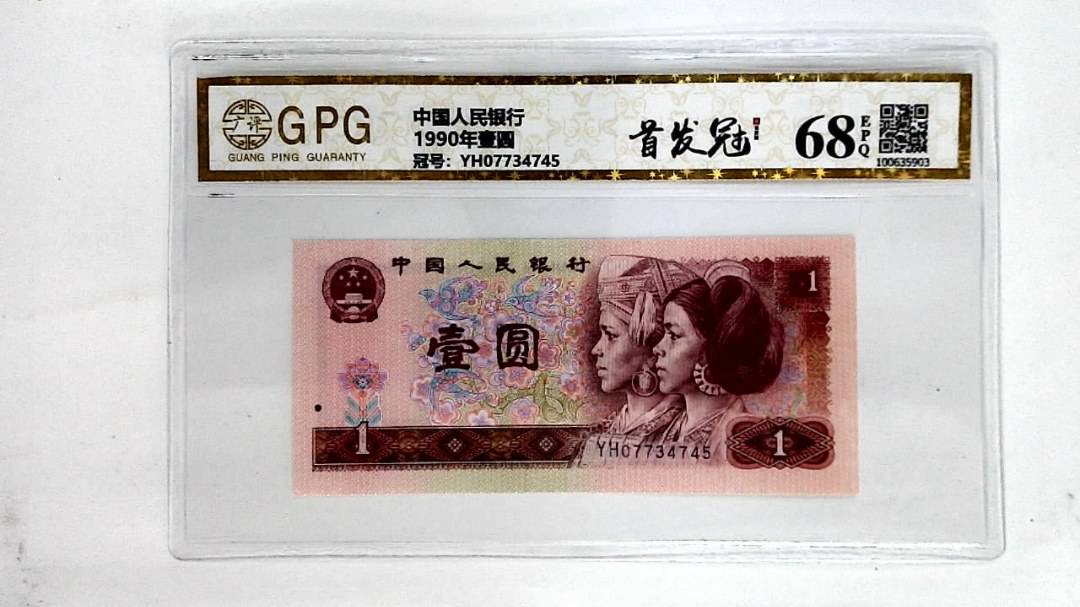 GPG
GUANG PING GUARANTY
中国人民银行
1990年壹圆
冠号：YH07734745
首发冠
68
EPQ
100635903
中国人民银行
1
壹圆
1
YH07734745
1